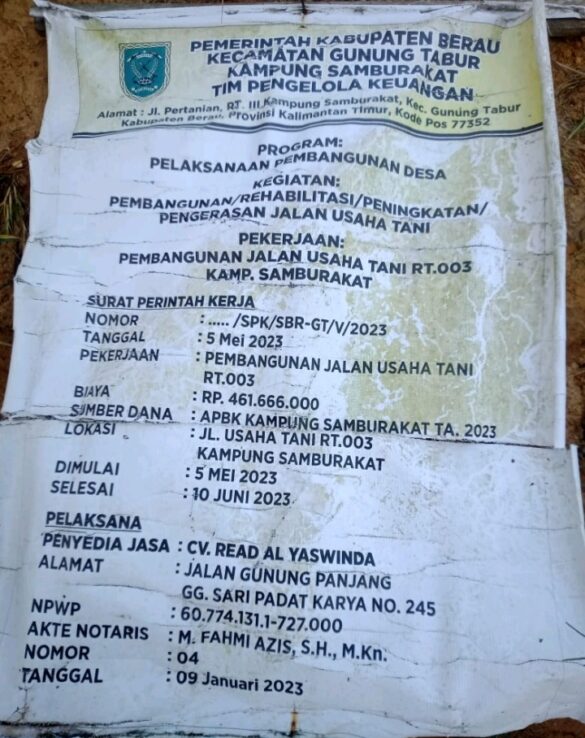 PEMERINTAH KABUPATEN BERAU
KECAMATAN GUNUNG TABUR
KAMPUNG SAMBURAKAT
TIM PENGELOLA KEUANGAN
Alamat : Jl. Pertanian, RT. III Kampung Samburakat, Kec. Gunung Tabur
Kabupaten Berau, Provinsi Kalimantan Timur, Kode Pos 77352
PROGRAM:
PELAKSANAAN PEMBANGUNAN DESA
KEGIATAN:
PEMBANGUNAN/REHABILITASI/PENINGKATAN/
PENGERASAN JALAN USAHA TANI
PEKERJAAN:
PEMBANGUNAN JALAN USAHA TANI RT.003
KAMP. SAMBURAKAT
SURAT PERINTAH KERJA
NOMOR : ..... /SPK/SBR-GT/V/2023
TANGGAL : 5 Mei 2023
PEKERJAAN : PEMBANGUNAN JALAN USAHA TANI
RT.003
BIAYA : RP. 461.666.000
SUMBER DANA : APBK KAMPUNG SAMBURAKAT TA. 2023
LOKASI : JL. USAHA TANI RT.003
KAMPUNG SAMBURAKAT
DIMULAI : 5 MEI 2023
SELESAI : 10 JUNI 2023
PELAKSANA
PENYEDIA JASA : CV. READ AL YASWINDA
ALAMAT : JALAN GUNUNG PANJANG
GG. SARI PADAT KARYA NO. 245
NPWP : 60.774.131.1-727.000
AKTE NOTARIS : M. FAHMI AZIS, S.H., M.Kn.
NOMOR : 04
TANGGAL : 09 Januari 2023